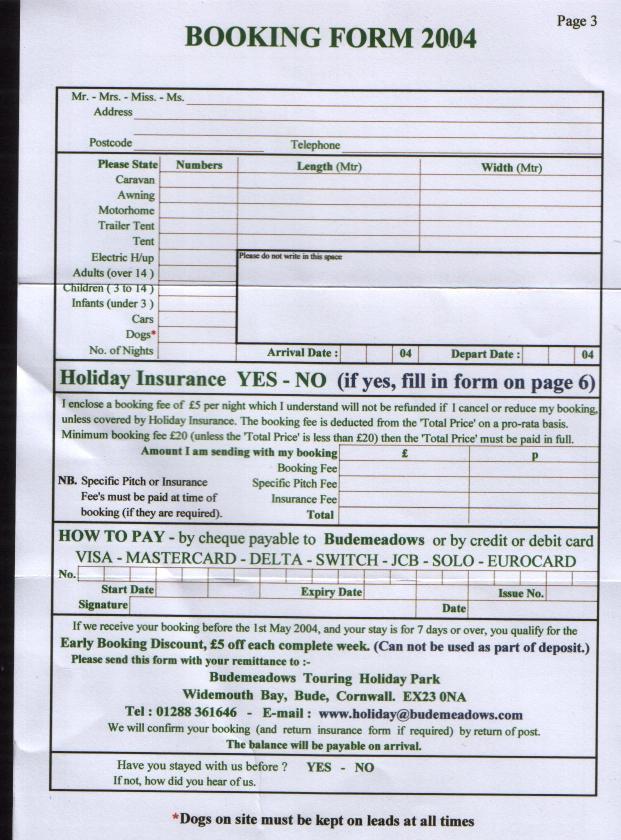 Page 3
BOOKING FORM 2004
Mr. - Mrs. - Miss. - Ms.
Address
Postcode Telephone
Please State Numbers Length (Mtr) Width (Mtr)
Caravan
Awning
Motorhome
Trailer Tent
Tent
Electric H/up Please do not write in this space
Adults (over 14 )
Children ( 3 to 14 )
Infants (under 3 )
Cars
Dogs*
No. of Nights Arrival Date : 04 Depart Date : 04
Holiday Insurance YES - NO (if yes, fill in form on page 6)
I enclose a booking fee of £5 per night which I understand will not be refunded if I cancel or reduce my booking,
unless covered by Holiday Insurance. The booking fee is deducted from the 'Total Price' on a pro-rata basis.
Minimum booking fee £20 (unless the 'Total Price' is less than £20) then the 'Total Price' must be paid in full.
Amount I am sending with my booking £ p
Booking Fee
NB. Specific Pitch or Insurance Specific Pitch Fee
Fee's must be paid at time of Insurance Fee
booking (if they are required). Total
HOW TO PAY - by cheque payable to Budemeadows or by credit or debit card
VISA - MASTERCARD - DELTA - SWITCH - JCB - SOLO - EUROCARD
No.
Start Date Expiry Date Issue No.
Signature Date
If we receive your booking before the 1st May 2004, and your stay is for 7 days or over, you qualify for the
Early Booking Discount, £5 off each complete week. (Can not be used as part of deposit.)
Please send this form with your remittance to :-
Budemeadows Touring Holiday Park
Widemouth Bay, Bude, Cornwall. EX23 0NA
Tel : 01288 361646 - E-mail : www.holiday@budemeadows.com
We will confirm your booking (and return insurance form if required) by return of post.
The balance will be payable on arrival.
Have you stayed with us before ? YES - NO
If not, how did you hear of us.
*Dogs on site must be kept on leads at all times